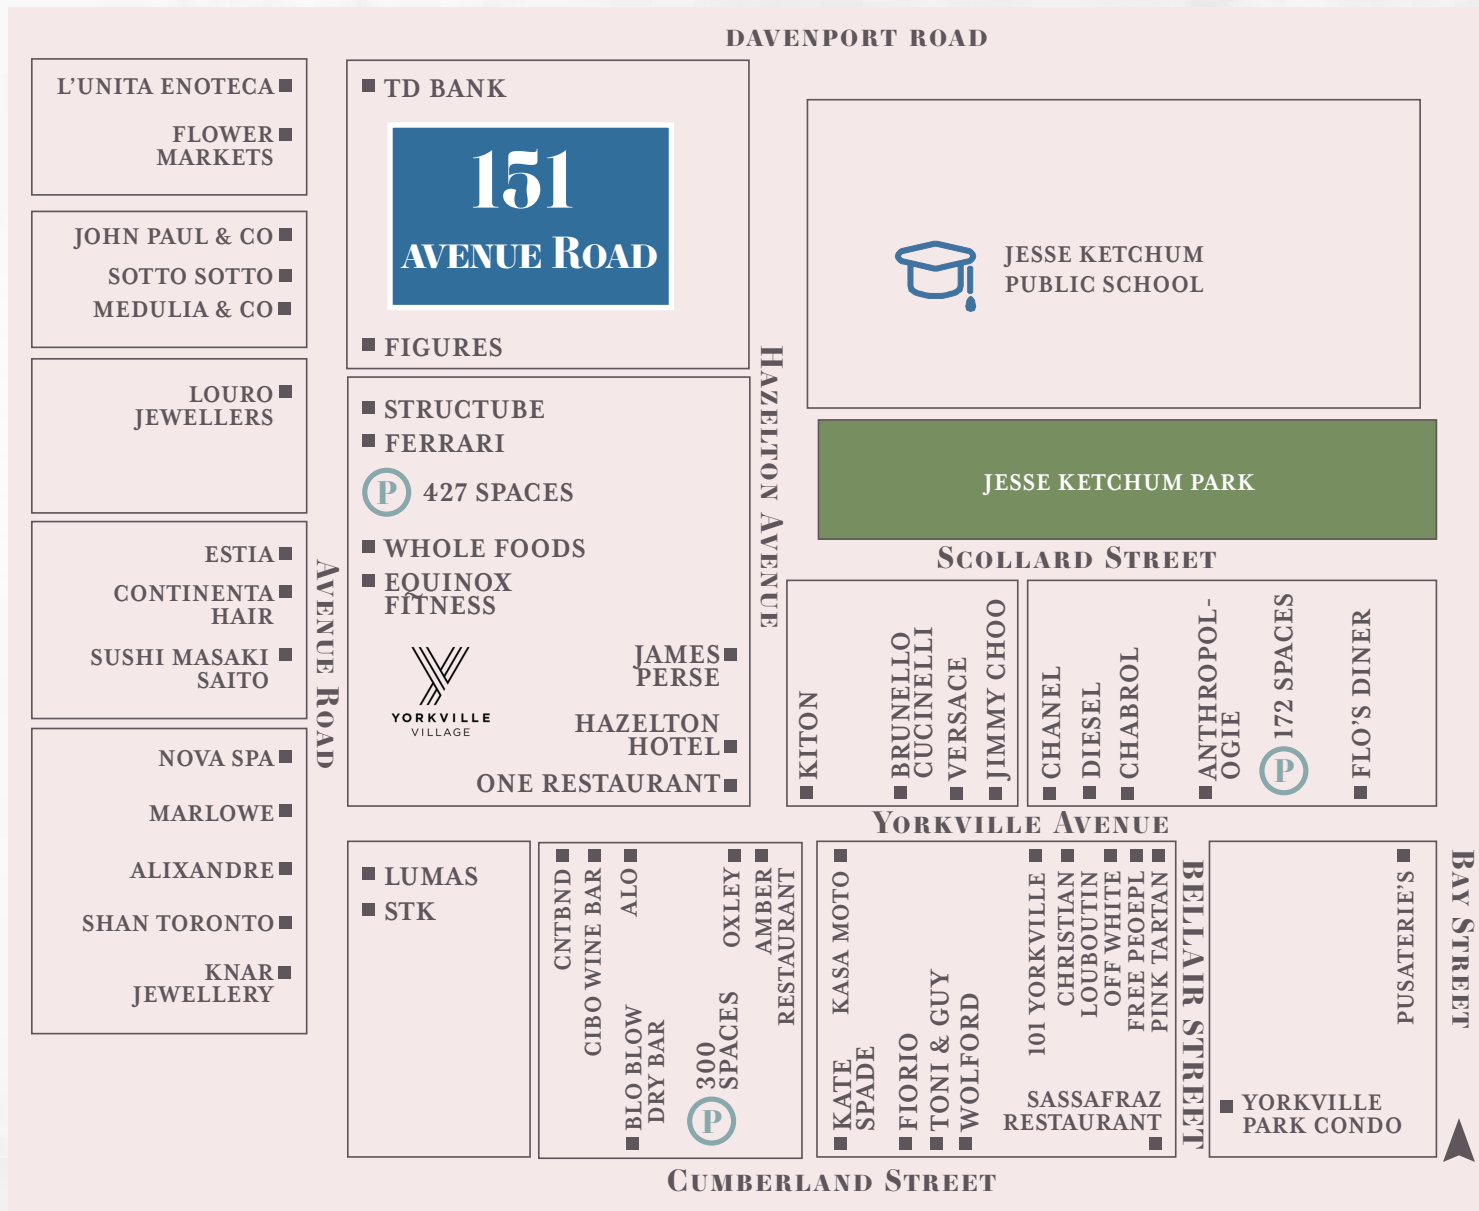 DAVENPORT ROAD
L'UNITA ENOTECA
FLOWER
MARKETS
JOHN PAUL & CO
SOTTO SOTTO
MEDULIA & CO
LOURO
JEWELLERS
ESTIA
CONTINENTA
HAIR
SUSHI MASAKI
SAITO
NOVA SPA
MARLOWE
ALIXANDRE
SHAN TORONTO
KNAR
JEWELLERY
AVENUE ROAD
TD BANK
151
AVENUE ROAD
FIGURES
STRUCTUBE
FERRARI
P 427 SPACES
WHOLE FOODS
EQUINOX
FITNESS
YORKVILLE
VILLAGE
JAMES
PERSE
HAZELTON
HOTEL
ONE RESTAURANT
HAZELTON AVENUE
JESSE KETCHUM
PUBLIC SCHOOL
JESSE KETCHUM PARK
SCOLLARD STREET
KITON
BRUNELLO
CUCINELLI
VERSACE
JIMMY CHOO
CHANEL
DIESEL
CHABROL
ANTHROPOL-
OGIE
P 172 SPACES
FLO'S DINER
YORKVILLE AVENUE
LUMAS
STK
CNTBND
CIBO WINE BAR
ALO
OXLEY
AMBER
RESTAURANT
BLO BLOW
DRY BAR
P 300
SPACES
KASA MOTO
101 YORKVILLE
CHRISTIAN
LOUBOUTIN
OFF WHITE
FREE PEOEPL
PINK TARTAN
KATE
SPADE
FIORIO
TONI & GUY
WOLFORD
SASSAFRAZ
RESTAURANT
BELLAIR STREET
PUSATERIE'S
YORKVILLE
PARK CONDO
BAY STREET
CUMBERLAND STREET